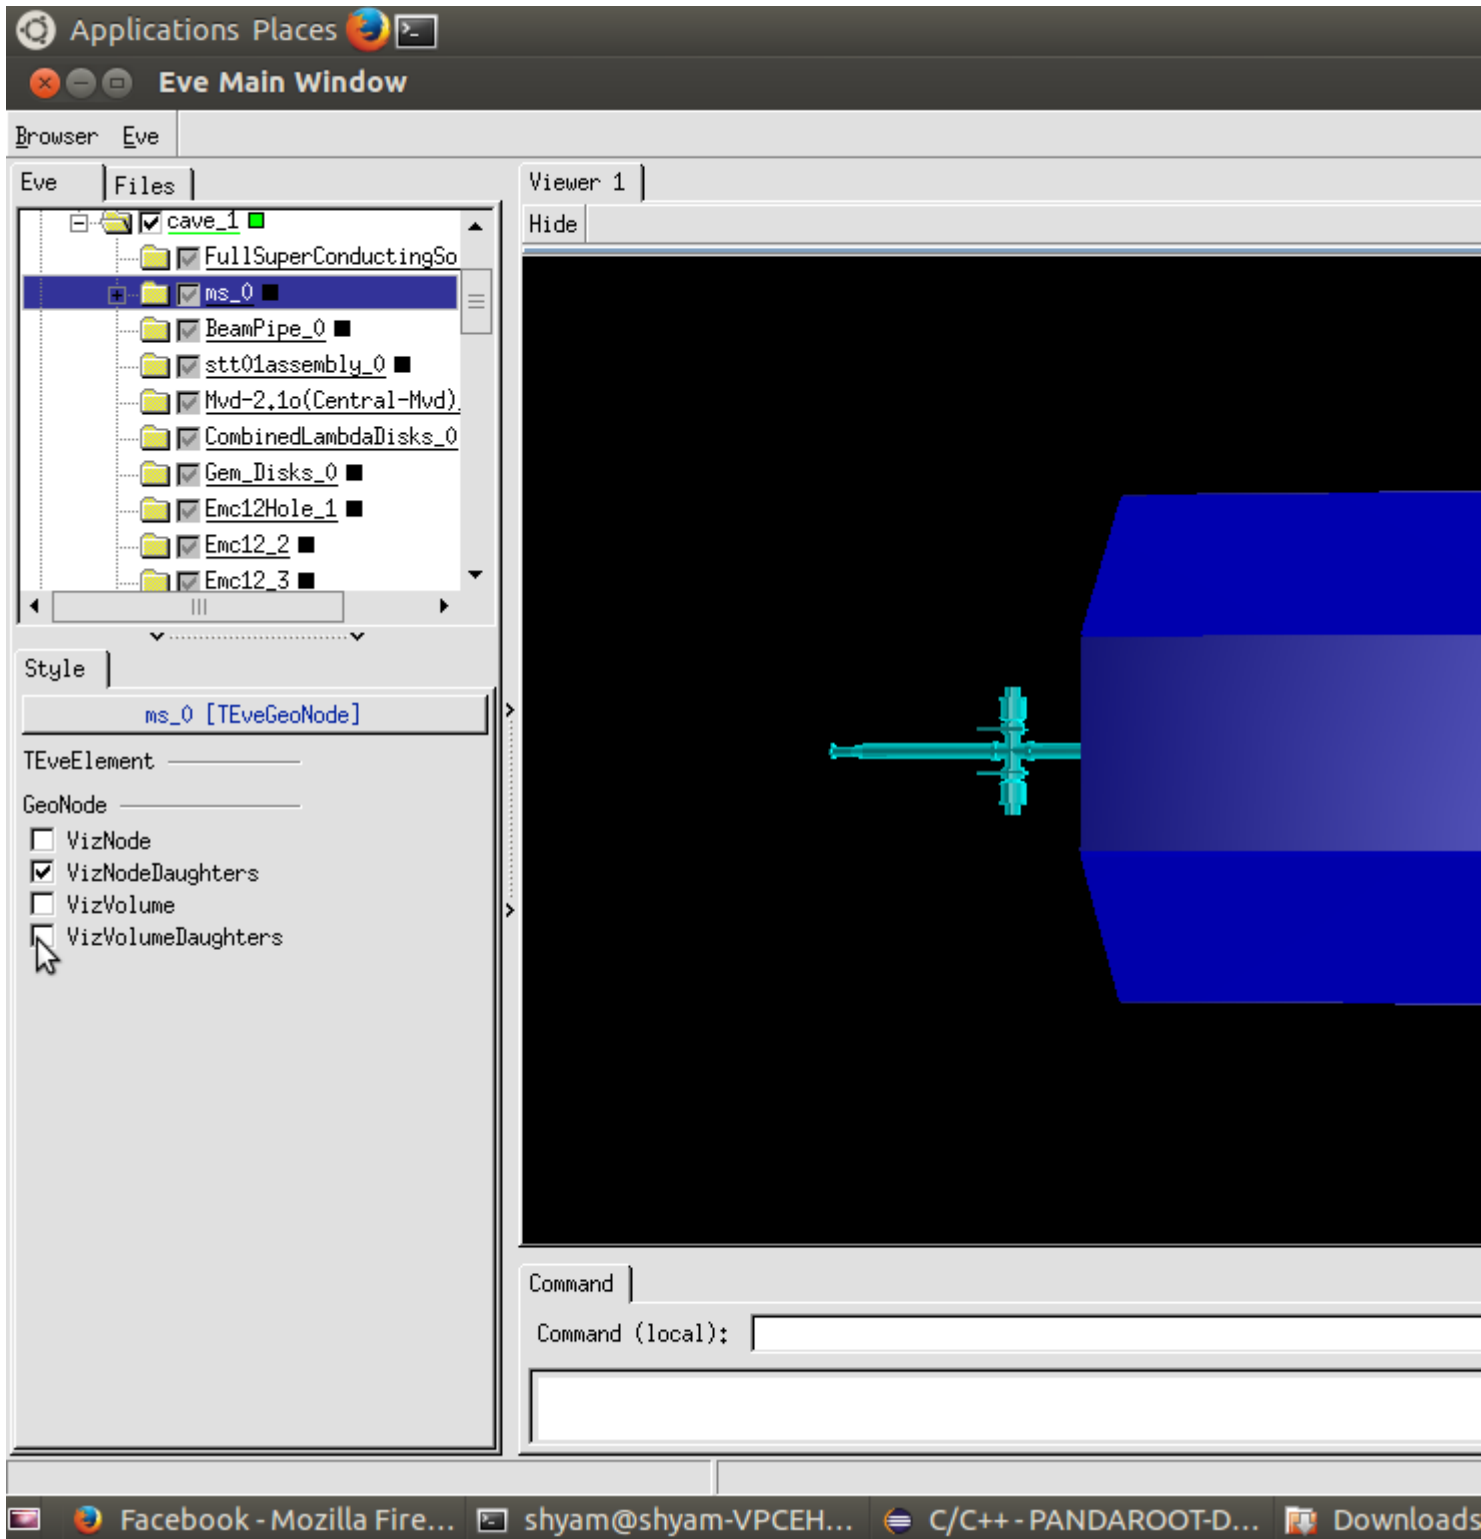 Applications Places
Eve Main Window
Browser Eve
Eve Files
cave_1
FullSuperConductingSo
ms_0
BeamPipe_0
stt01assembly_0
Mvd-2.1o(Central-Mvd)
CombinedLambdaDisks_0
Gem_Disks_0
Emc12Hole_1
Emc12_2
Emc12_3
Style
ms_0 [TEveGeoNode]
TEveElement
GeoNode
VizNode
VizNodeDaughters
VizVolume
VizVolumeDaughters
Viewer 1
Hide
Command
Command (local):
Facebook - Mozilla Fire... shyam@shyam-VPCEH... C/C++ - PANDAROOT-D... Downloads